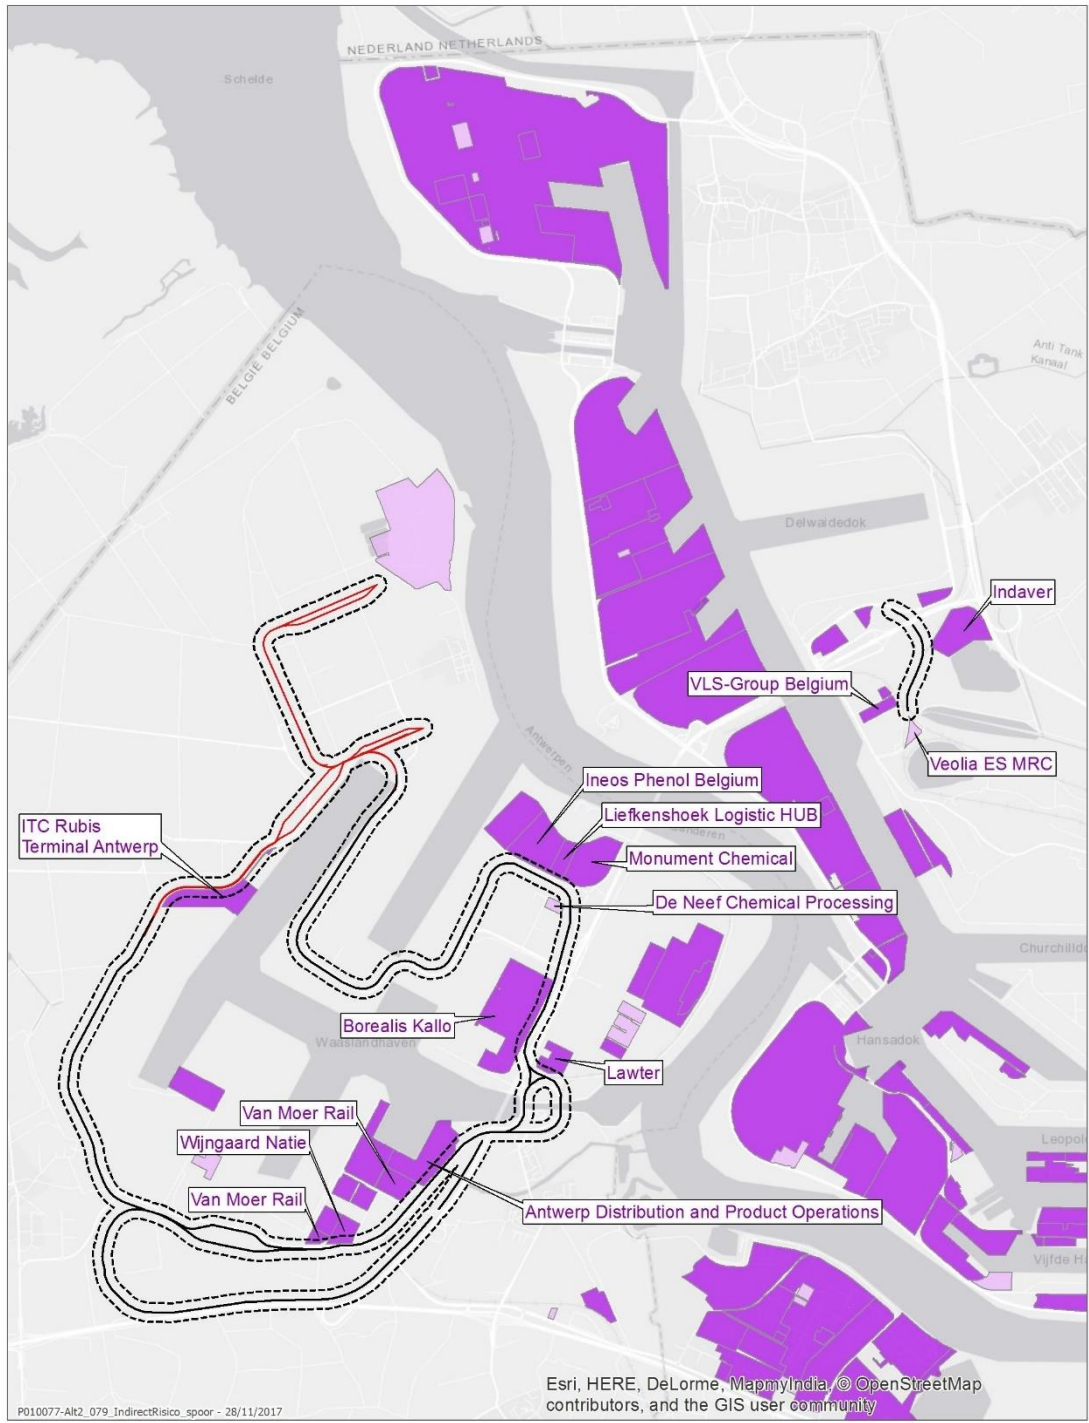 NEDERLAND NETHERLANDS
Schelde
BELGIE BELGIUM
Anti Tank
Kanaal
Delwaidedok
Indaver
VLS-Group Belgium
Antwerpen
Veolia ES MRC
Ineos Phenol Belgium
Liefkenshoek Logistic HUB
ITC Rubis
Terminal Antwerp
Monument Chemical
De Neef Chemical Processing
Churchilldo
Borealis Kallo
Waaslandhaven
Hansadok
Lawter
Van Moer Rail
Wijngaard Natie
Leopol
Van Moer Rail
Antwerp Distribution and Product Operations
Vijfde H
Esri, HERE, DeLorme, MapmyIndia, © OpenStreetMap
contributors, and the GIS user community
P010077-Alt2_079_IndirectRisico_spoor - 28/11/2017